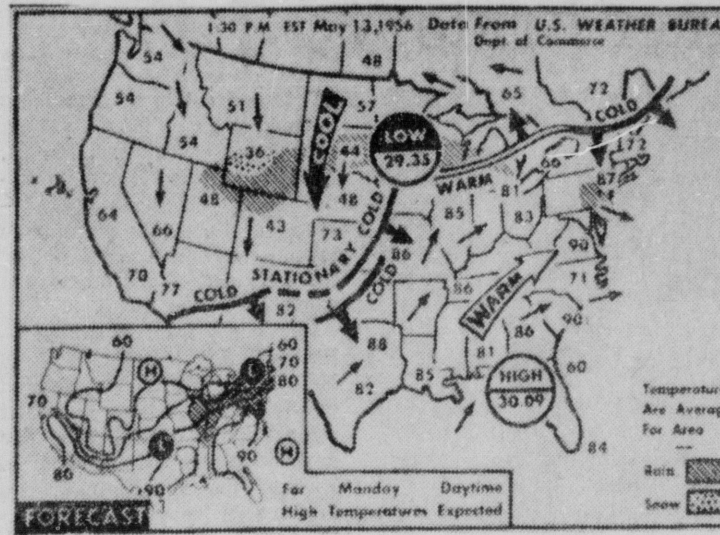 1:30 P.M. EST May 13,1956 Data From U.S. WEATHER BUREA
Dept. of Commerce
54
48
72
54
51
57
65
COLD
54
COOL
LOW
29.35
36
44
66
72
WARM
48
48
81
87
64
43
85
83
66
73
86
90
70
77
STATIONARY
COLD
COLD
COLD
86
WARM
71
82
86
90
88
81
60
82
85
HIGH
30.09
84
60
H
L
60
70
80
70
L
80
90
90
H
FORECAST
For Monday Daytime
High Temperatures Expected
Temperatur
Are Averag
For Area
Rain
Snow